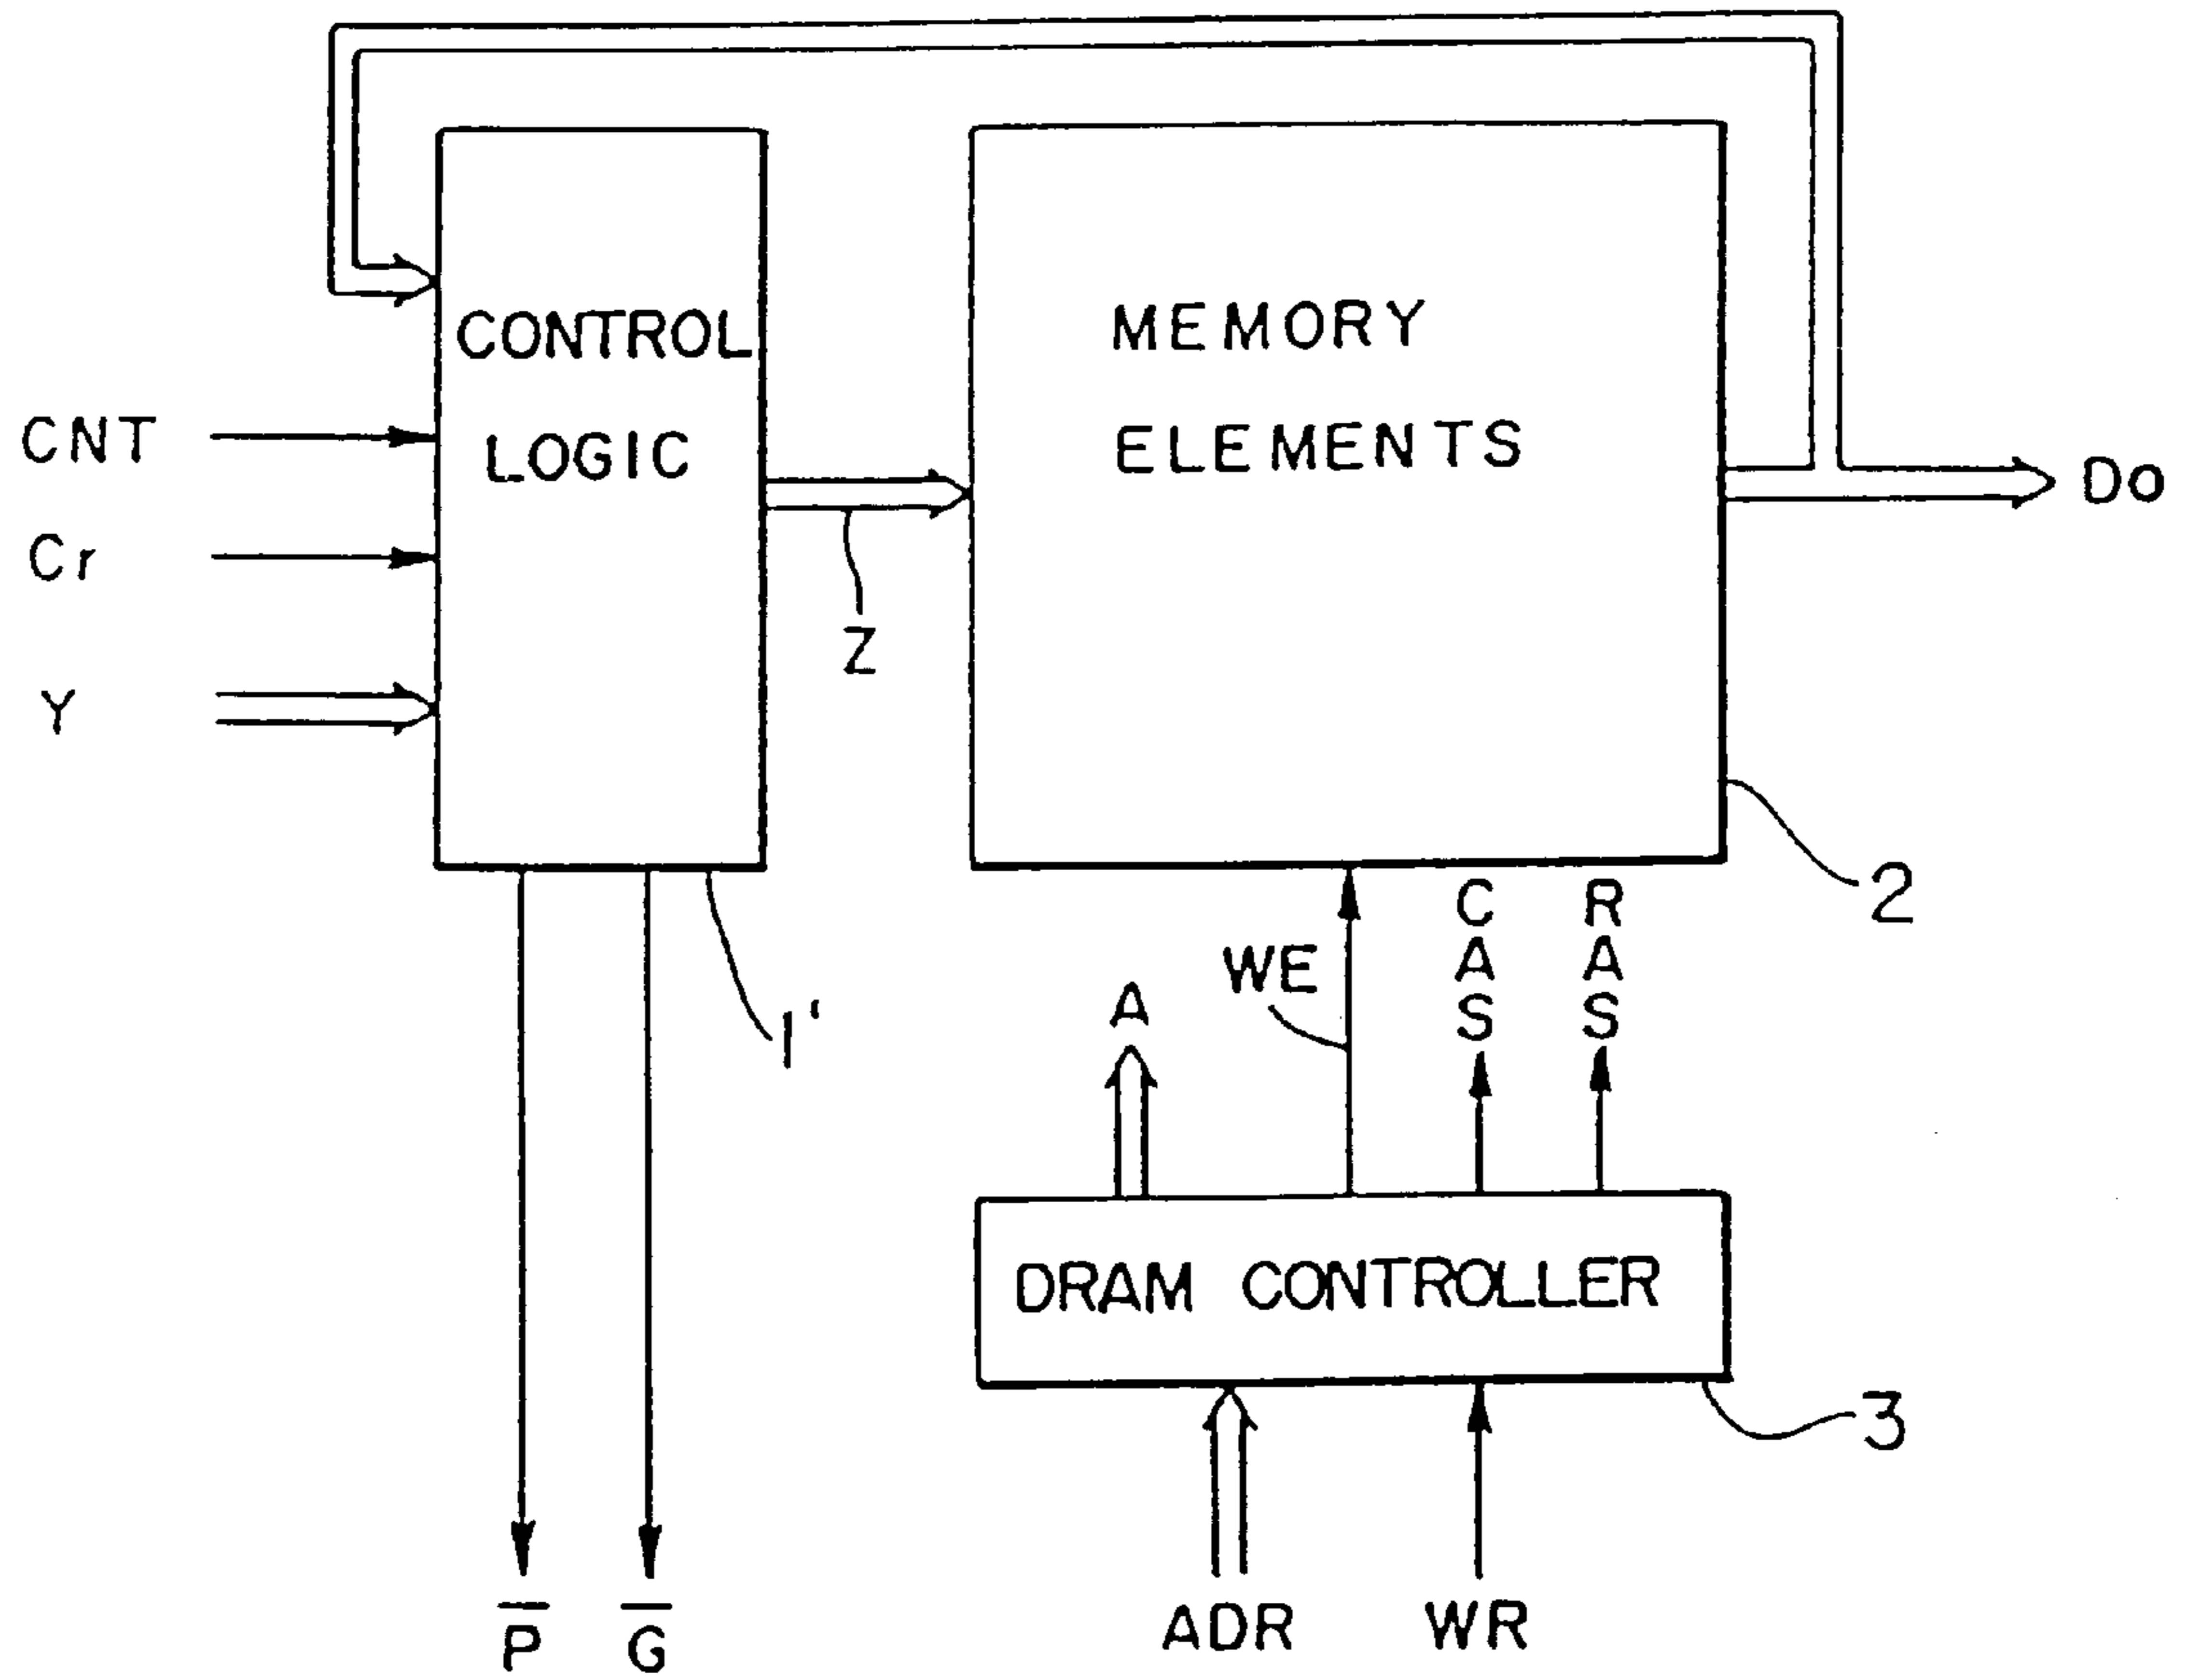 CONTROL
LOGIC
MEMORY
ELEMENTS
CNT
Cr
Y
Z
Do
2
1'
A
WE
CAS
RAS
DRAM CONTROLLER
3
P̅
G̅
ADR
WR